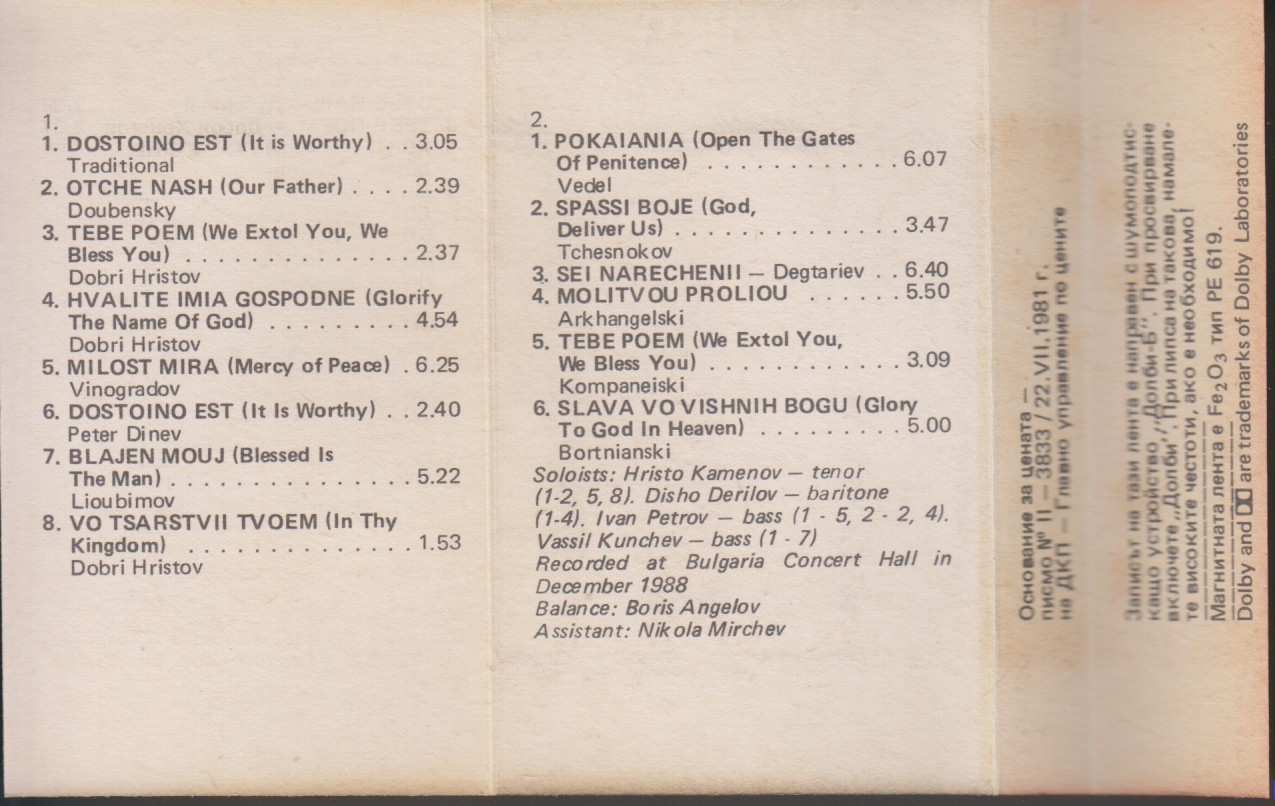 1.
1. DOSTOINO EST (It is Worthy) . . 3.05
Traditional
2. OTCHE NASH (Our Father) . . . . 2.39
Doubensky
3. TEBE POEM (We Extol You, We
Bless You) . . . . . . . . . . . . . . 2.37
Dobri Hristov
4. HVALITE IMIA GOSPODNE (Glorify
The Name Of God) . . . . . . . . . 4.54
Dobri Hristov
5. MILOST MIRA (Mercy of Peace) . 6.25
Vinogradov
6. DOSTOINO EST (It Is Worthy) . . 2.40
Peter Dinev
7. BLAJEN MOUJ (Blessed Is
The Man) . . . . . . . . . . . . . . . 5.22
Lioubimov
8. VO TSARSTVII TVOEM (In Thy
Kingdom) . . . . . . . . . . . . . . 1.53
Dobri Hristov
2.
1. POKAIANIA (Open The Gates
Of Penitence) . . . . . . . . . . . . 6.07
Vedel
2. SPASSI BOJE (God,
Deliver Us) . . . . . . . . . . . . . . 3.47
Tchesnokov
3. SEI NARECHENII — Degtariev . . 6.40
4. MOLITVOU PROLIOU . . . . . . 5.50
Arkhangelski
5. TEBE POEM (We Extol You,
We Bless You) . . . . . . . . . . . . 3.09
Kompaneiski
6. SLAVA VO VISHNIH BOGU (Glory
To God In Heaven) . . . . . . . . . 5.00
Bortnianski
Soloists: Hristo Kamenov — tenor
(1-2, 5, 8). Disho Derilov — baritone
(1-4). Ivan Petrov — bass (1 - 5, 2 - 2, 4).
Vassil Kunchev — bass (1 - 7)
Recorded at Bulgaria Concert Hall in
December 1988
Balance: Boris Angelov
Assistant: Nikola Mirchev
Основание за цената —
писмо № II — 3833 / 22.VII.1981 г.
на ДКП — Главно управление по цените
Записът на тази лента е направен с шумоподтис-
кащо устройство „Долби-Б". При просвирване
включете „Долби". При липса на такова, намале-
те високите честоти, ако е необходимо!
Магнитната лента е Fe₂O₃ тип PE 619.
Dolby and are trademarks of Dolby Laboratories